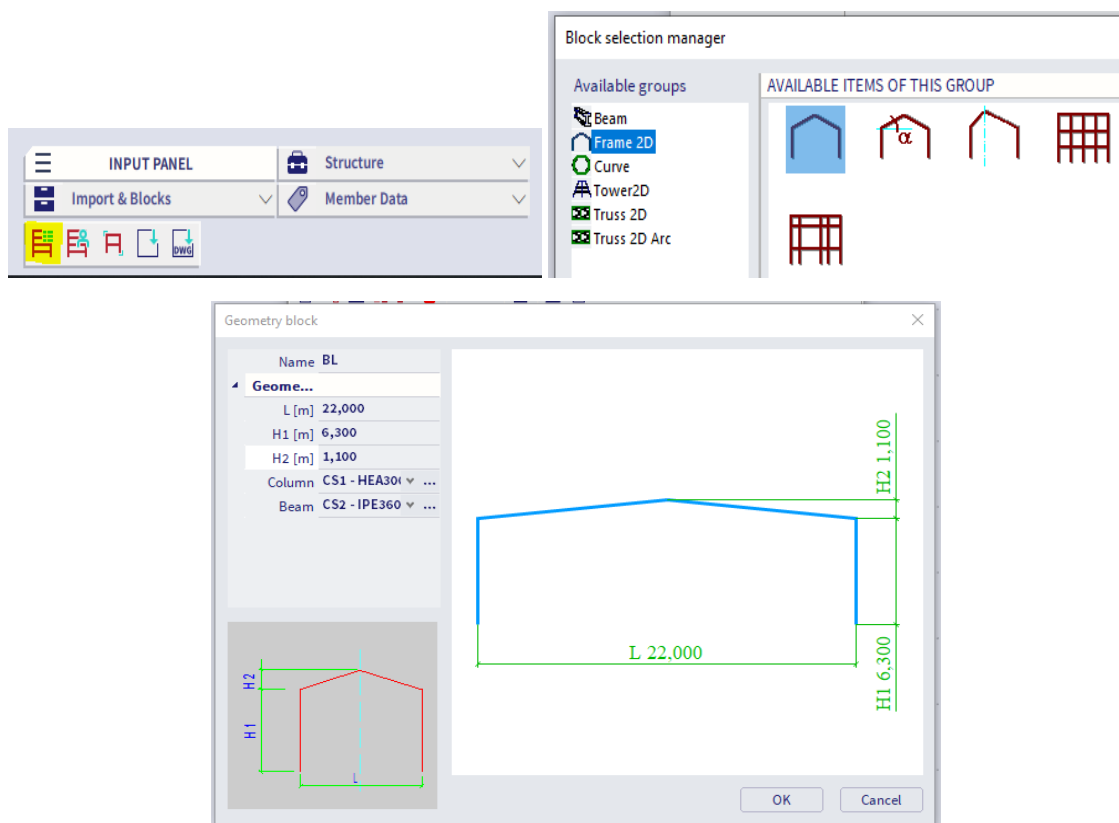 INPUT PANEL
Structure
Import & Blocks
Member Data
DWG
Block selection manager
Available groups
Beam
Frame 2D
Curve
Tower2D
Truss 2D
Truss 2D Arc
AVAILABLE ITEMS OF THIS GROUP
α
Geometry block
Name BL
Geome...
L [m] 22,000
H1 [m] 6,300
H2 [m] 1,100
Column CS1 - HEA300 ...
Beam CS2 - IPE360 ...
H2
H1
L
H2 1,100
L 22,000
H1 6,300
OK
Cancel